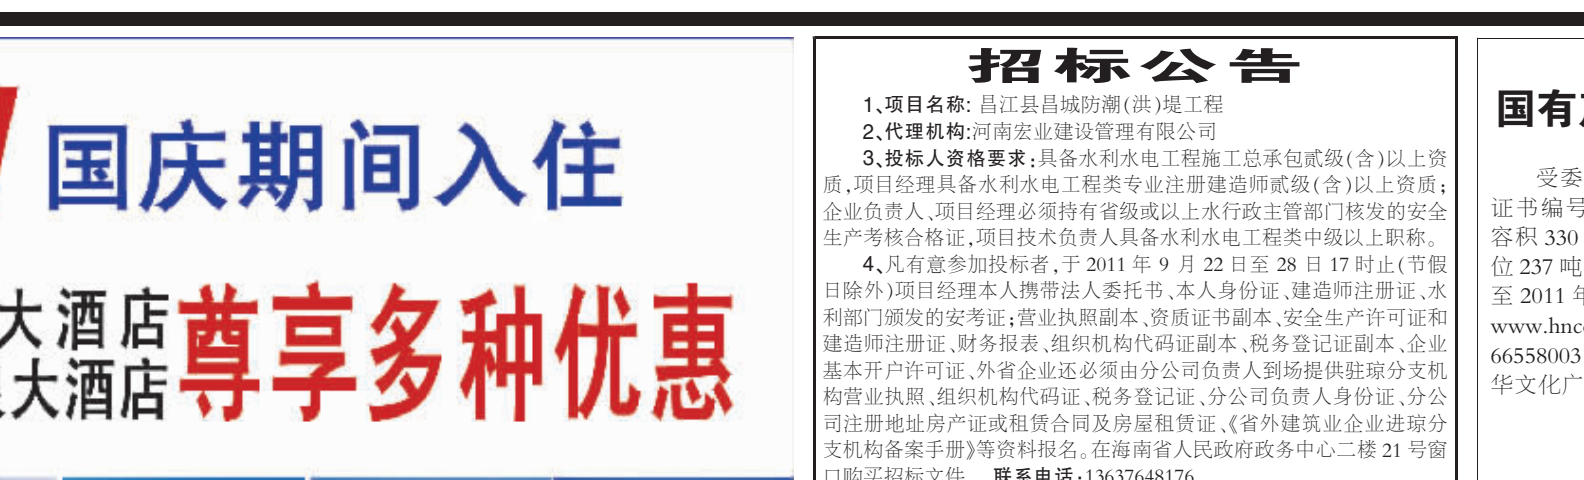 国庆期间入住
大酒店
大酒店
尊享多种优惠
招标公告
1、项目名称: 昌江县昌城防潮(洪)堤工程
2、代理机构:河南宏业建设管理有限公司
3、投标人资格要求:具备水利水电工程施工总承包贰级(含)以上资
质,项目经理具备水利水电工程类专业注册建造师贰级(含)以上资质;
企业负责人、项目经理必须持有省级或以上水行政主管部门核发的安全
生产考核合格证,项目技术负责人具备水利水电工程类中级以上职称。
4、凡有意参加投标者,于 2011 年 9 月 22 日至 28 日 17 时止(节假
日除外)项目经理本人携带法人委托书、本人身份证、建造师注册证、水
利部门颁发的安考证;营业执照副本、资质证书副本、安全生产许可证和
建造师注册证、财务报表、组织机构代码证副本、税务登记证副本、企业
基本开户许可证、外省企业还必须由分公司负责人到场提供驻琼分支机
构营业执照、组织机构代码证、税务登记证、分公司负责人身份证、分公
司注册地址房产证或租赁合同及房屋租赁证、《省外建筑业企业进琼分
支机构备案手册》等资料报名。在海南省人民政府政务中心二楼 21 号窗
口购买招标文件。 联系电话:13637648176
国有
受委
证书编号
容积 330
位 237 吨
至 2011 年
www.hnc
66558003
华文化广